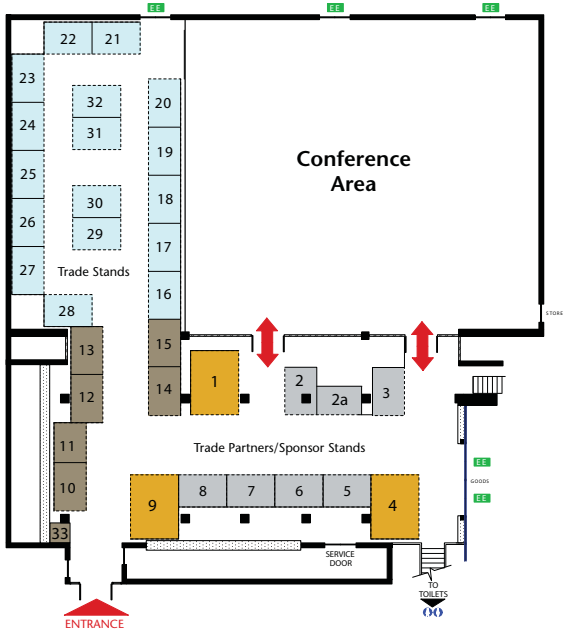 EE
EE
EE
22
21
23
32
20
24
31
19
Conference
Area
25
18
30
26
29
17
27
Trade Stands
16
28
STORE
13
15
14
1
2
3
12
2a
11
Trade Partners/Sponsor Stands
EE
GOODS
EE
10
9
8
7
6
5
4
33
SERVICE
DOOR
TO
TOILETS
ENTRANCE